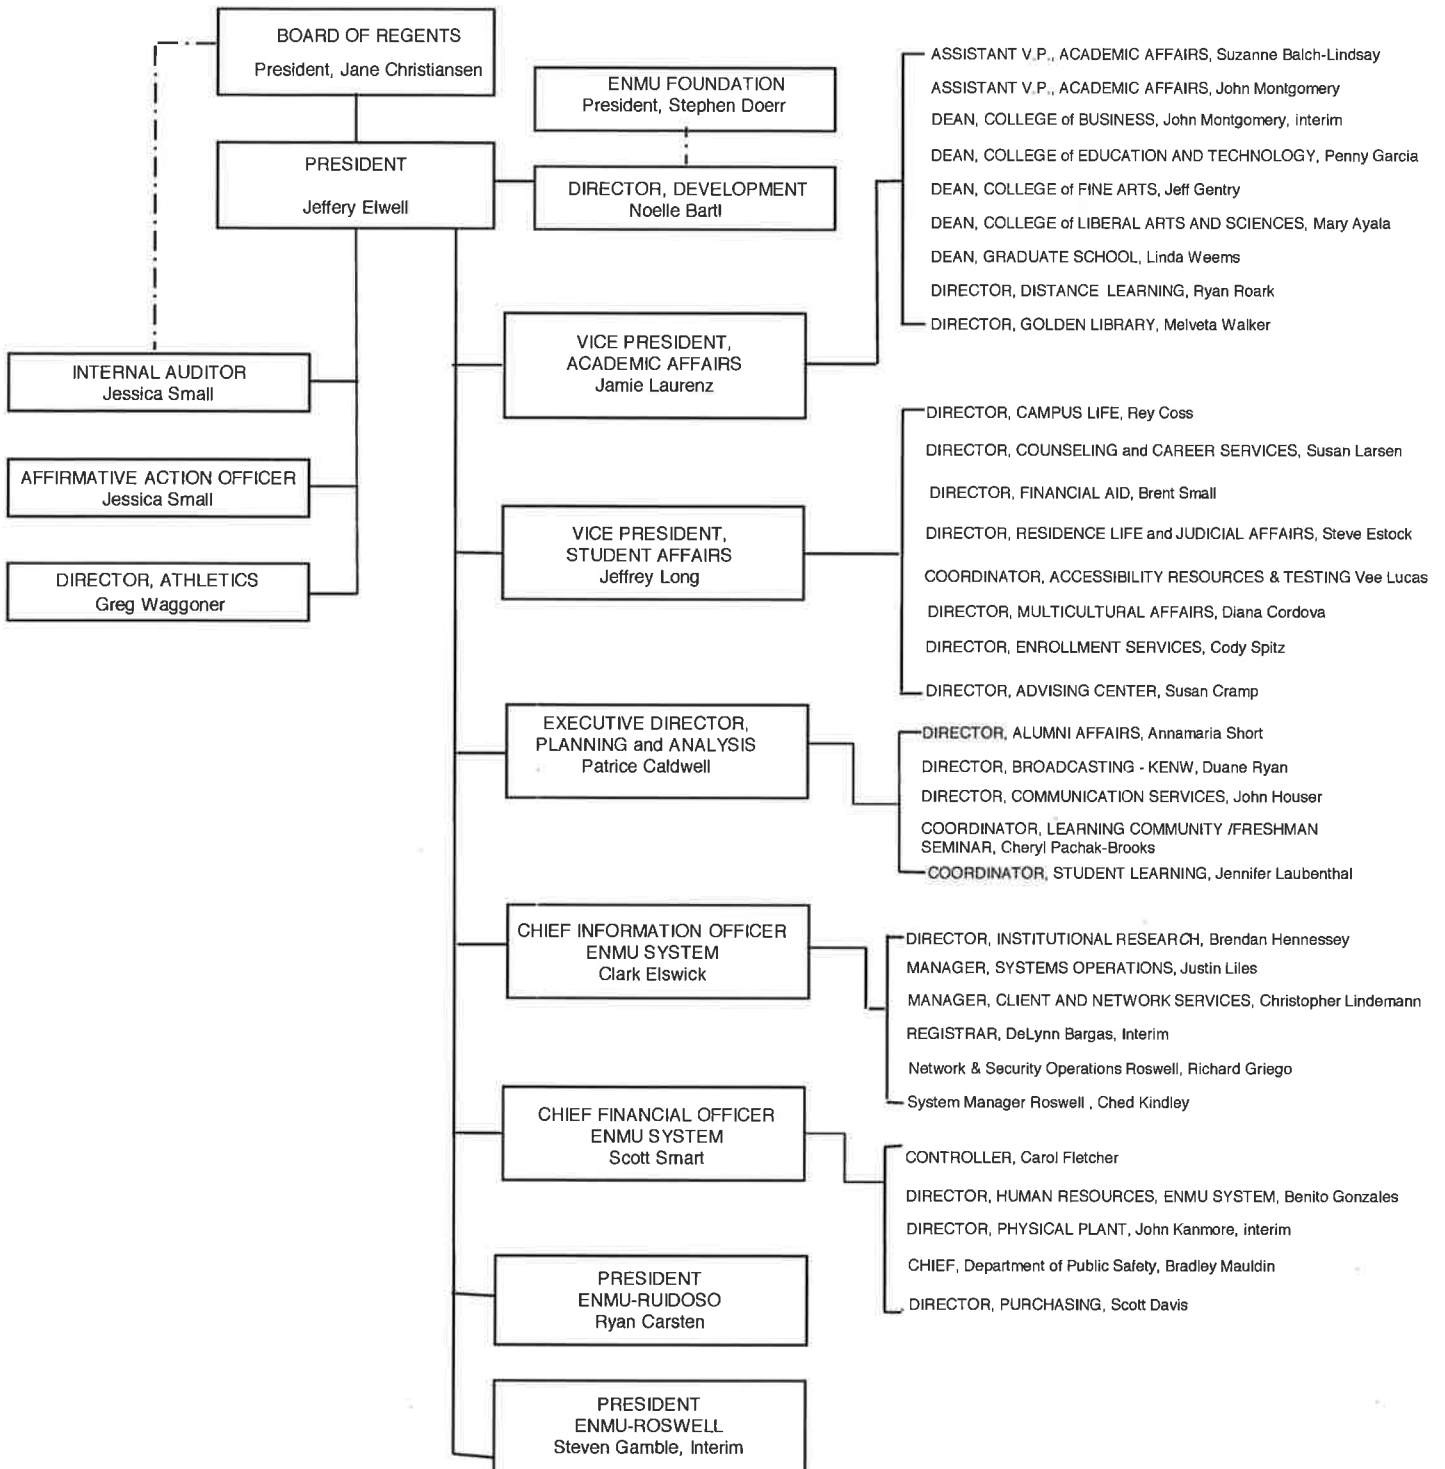 BOARD OF REGENTS
President, Jane Christiansen
ENMU FOUNDATION
President, Stephen Doerr
PRESIDENT
Jeffery Elwell
DIRECTOR, DEVELOPMENT
Noelle Bartl
INTERNAL AUDITOR
Jessica Small
AFFIRMATIVE ACTION OFFICER
Jessica Small
DIRECTOR, ATHLETICS
Greg Waggoner
VICE PRESIDENT,
ACADEMIC AFFAIRS
Jamie Laurenz
ASSISTANT V.P., ACADEMIC AFFAIRS, Suzanne Balch-Lindsay
ASSISTANT V.P., ACADEMIC AFFAIRS, John Montgomery
DEAN, COLLEGE of BUSINESS, John Montgomery, interim
DEAN, COLLEGE of EDUCATION AND TECHNOLOGY, Penny Garcia
DEAN, COLLEGE of FINE ARTS, Jeff Gentry
DEAN, COLLEGE of LIBERAL ARTS AND SCIENCES, Mary Ayala
DEAN, GRADUATE SCHOOL, Linda Weems
DIRECTOR, DISTANCE LEARNING, Ryan Roark
DIRECTOR, GOLDEN LIBRARY, Melveta Walker
VICE PRESIDENT,
STUDENT AFFAIRS
Jeffrey Long
DIRECTOR, CAMPUS LIFE, Rey Coss
DIRECTOR, COUNSELING and CAREER SERVICES, Susan Larsen
DIRECTOR, FINANCIAL AID, Brent Small
DIRECTOR, RESIDENCE LIFE and JUDICIAL AFFAIRS, Steve Estock
COORDINATOR, ACCESSIBILITY RESOURCES & TESTING Vee Lucas
DIRECTOR, MULTICULTURAL AFFAIRS, Diana Cordova
DIRECTOR, ENROLLMENT SERVICES, Cody Spitz
DIRECTOR, ADVISING CENTER, Susan Cramp
EXECUTIVE DIRECTOR,
PLANNING and ANALYSIS
Patrice Caldwell
DIRECTOR, ALUMNI AFFAIRS, Annamaria Short
DIRECTOR, BROADCASTING - KENW, Duane Ryan
DIRECTOR, COMMUNICATION SERVICES, John Houser
COORDINATOR, LEARNING COMMUNITY /FRESHMAN
SEMINAR, Cheryl Pachak-Brooks
COORDINATOR, STUDENT LEARNING, Jennifer Laubenthal
CHIEF INFORMATION OFFICER
ENMU SYSTEM
Clark Elswick
DIRECTOR, INSTITUTIONAL RESEARCH, Brendan Hennessey
MANAGER, SYSTEMS OPERATIONS, Justin Liles
MANAGER, CLIENT AND NETWORK SERVICES, Christopher Lindemann
REGISTRAR, DeLynn Bargas, Interim
Network & Security Operations Roswell, Richard Griego
System Manager Roswell , Ched Kindley
CHIEF FINANCIAL OFFICER
ENMU SYSTEM
Scott Smart
CONTROLLER, Carol Fletcher
DIRECTOR, HUMAN RESOURCES, ENMU SYSTEM, Benito Gonzales
DIRECTOR, PHYSICAL PLANT, John Kanmore, interim
CHIEF, Department of Public Safety, Bradley Mauldin
DIRECTOR, PURCHASING, Scott Davis
PRESIDENT
ENMU-RUIDOSO
Ryan Carsten
PRESIDENT
ENMU-ROSWELL
Steven Gamble, Interim